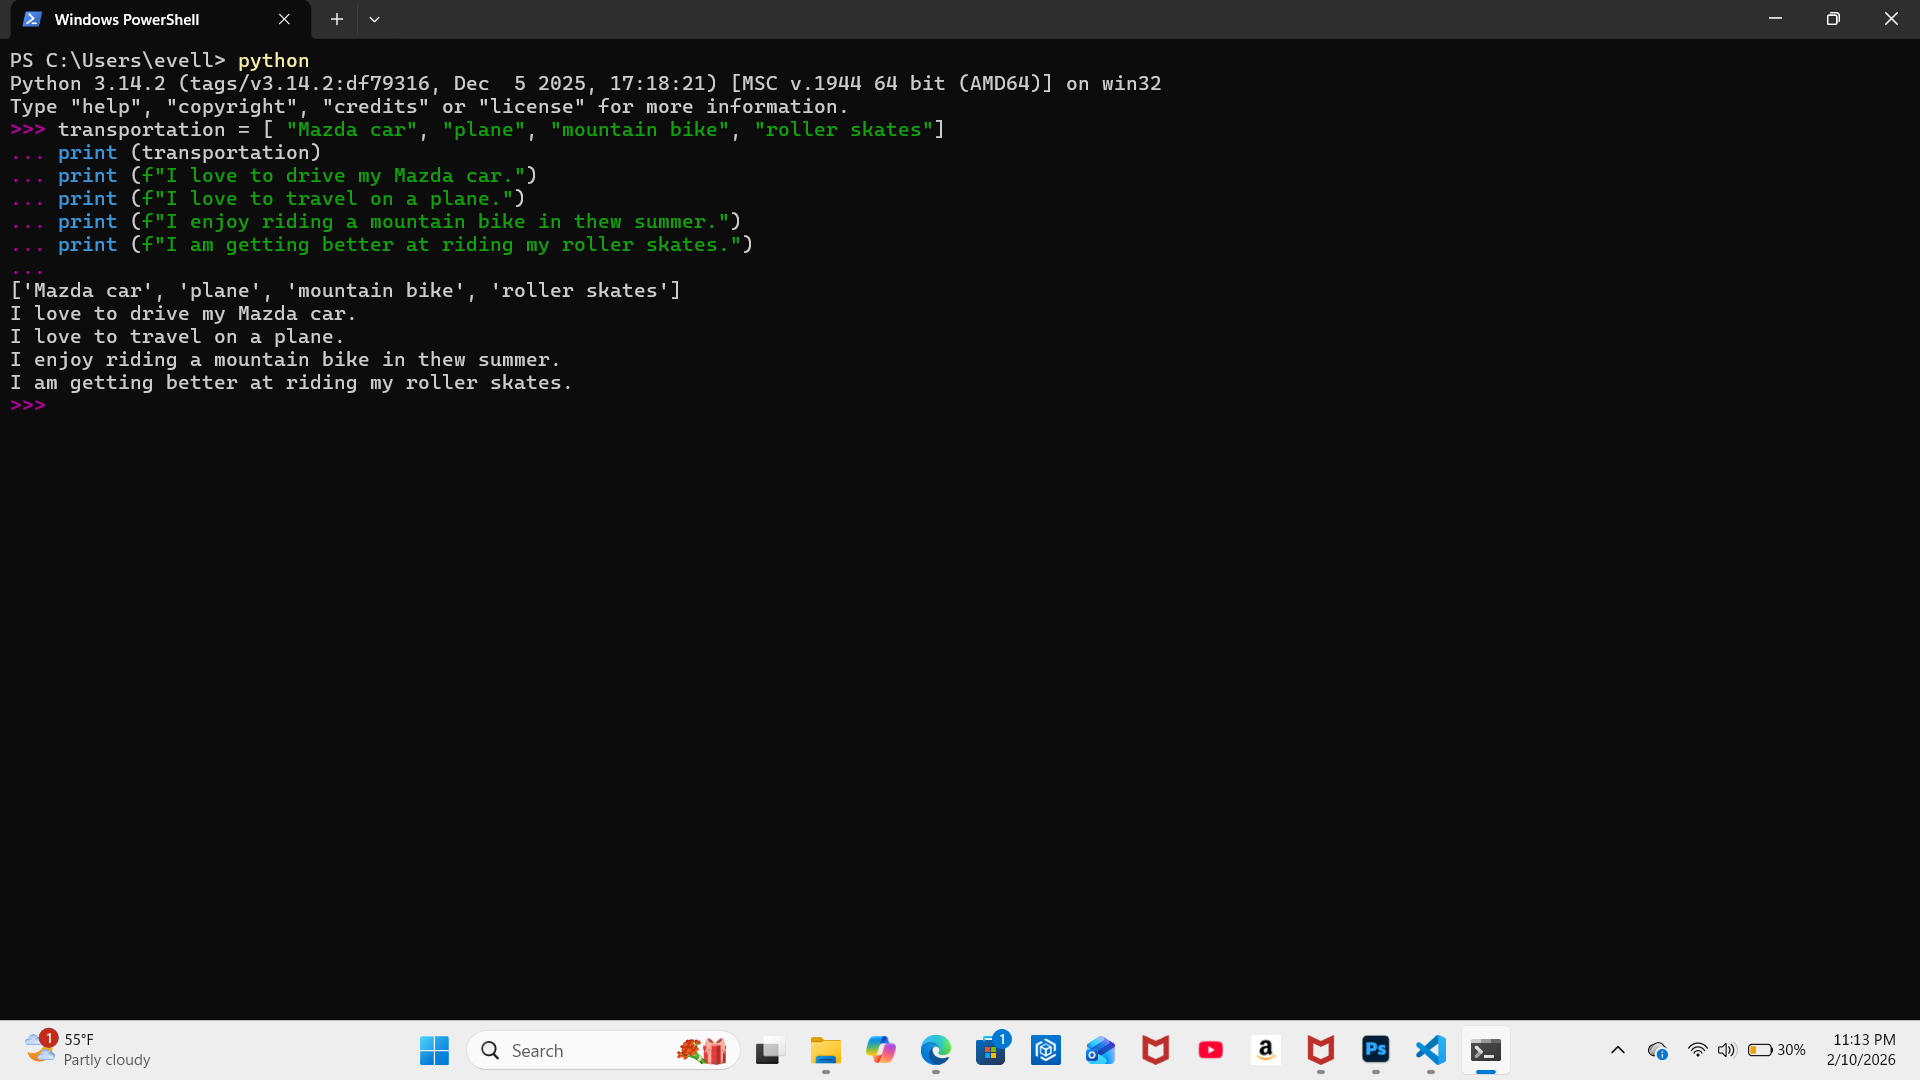 Windows PowerShell
PS C:\Users\evell> python
Python 3.14.2 (tags/v3.14.2:df79316, Dec  5 2025, 17:18:21) [MSC v.1944 64 bit (AMD64)] on win32
Type "help", "copyright", "credits" or "license" for more information.
>>> transportation = [ "Mazda car", "plane", "mountain bike", "roller skates"]
... print (transportation)
... print (f"I love to drive my Mazda car.")
... print (f"I love to travel on a plane.")
... print (f"I enjoy riding a mountain bike in thew summer.")
... print (f"I am getting better at riding my roller skates.")
...
['Mazda car', 'plane', 'mountain bike', 'roller skates']
I love to drive my Mazda car.
I love to travel on a plane.
I enjoy riding a mountain bike in thew summer.
I am getting better at riding my roller skates.
>>>
1
55°F
Partly cloudy
Search
1
O
a
Ps
30%
11:13 PM
2/10/2026